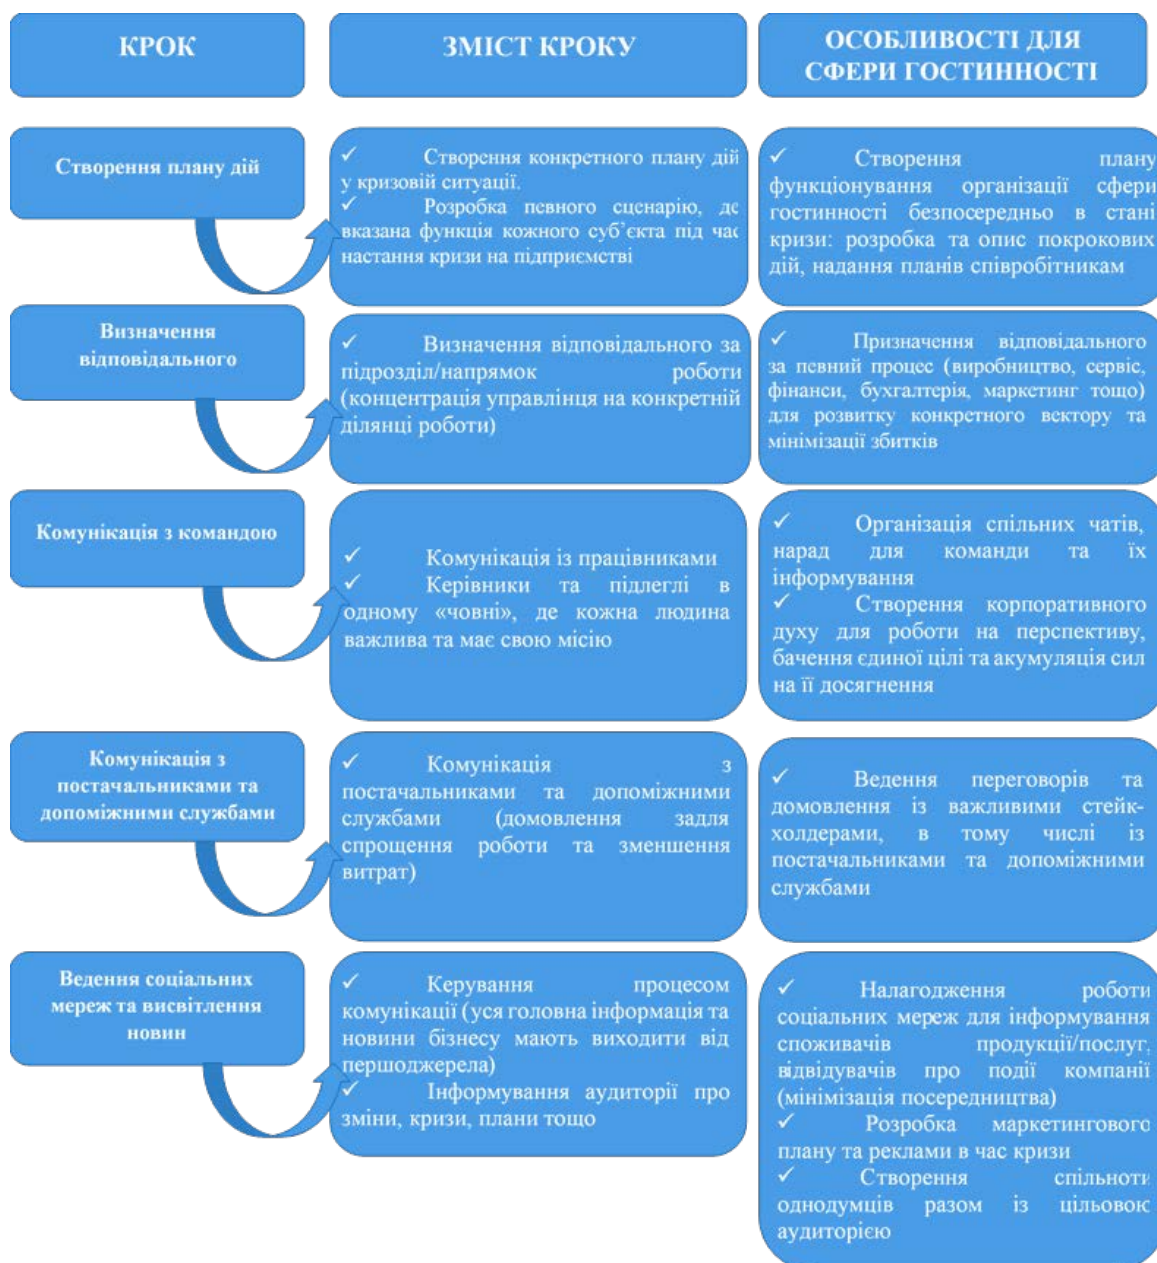 КРОК
ЗМІСТ КРОКУ
ОСОБЛИВОСТІ ДЛЯ
СФЕРИ ГОСТИННОСТІ
Створення плану дій
✓ Створення конкретного плану дій
у кризовій ситуації.
✓ Розробка певного сценарію, де
вказана функція кожного суб’єкта під час
настання кризи на підприємстві
✓ Створення плану
функціонування організації сфери
гостинності безпосередньо в стані
кризи: розробка та опис покрокових
дій, надання планів співробітникам
Визначення
відповідального
✓ Визначення відповідального за
підрозділ/напрямок роботи
(концентрація управлінця на конкретній
ділянці роботи)
✓ Призначення відповідального
за певний процес (виробництво, сервіс,
фінанси, бухгалтерія, маркетинг тощо)
для розвитку конкретного вектору та
мінімізації збитків
Комунікація з командою
✓ Комунікація із працівниками
✓ Керівники та підлеглі в
одному «човні», де кожна людина
важлива та має свою місію
✓ Організація спільних чатів,
нарад для команди та їх
інформування
✓ Створення корпоративного
духу для роботи на перспективу,
бачення єдиної цілі та акумуляція сил
на її досягнення
Комунікація з
постачальниками та
допоміжними службами
✓ Комунікація з
постачальниками та допоміжними
службами (домовлення задля
спрощення роботи та зменшення
витрат)
✓ Ведення переговорів та
домовлення із важливими стейк-
холдерами, в тому числі із
постачальниками та допоміжними
службами
Ведення соціальних
мереж та висвітлення
новин
✓ Керування процесом
комунікації (уся головна інформація та
новини бізнесу мають виходити від
першоджерела)
✓ Інформування аудиторії про
зміни, кризи, плани тощо
✓ Налагодження роботи
соціальних мереж для інформування
споживачів продукції/послуг,
відвідувачів про події компанії
(мінімізація посередництва)
✓ Розробка маркетингового
плану та реклами в час кризи
✓ Створення спільноти
однодумців разом із цільовою
аудиторією